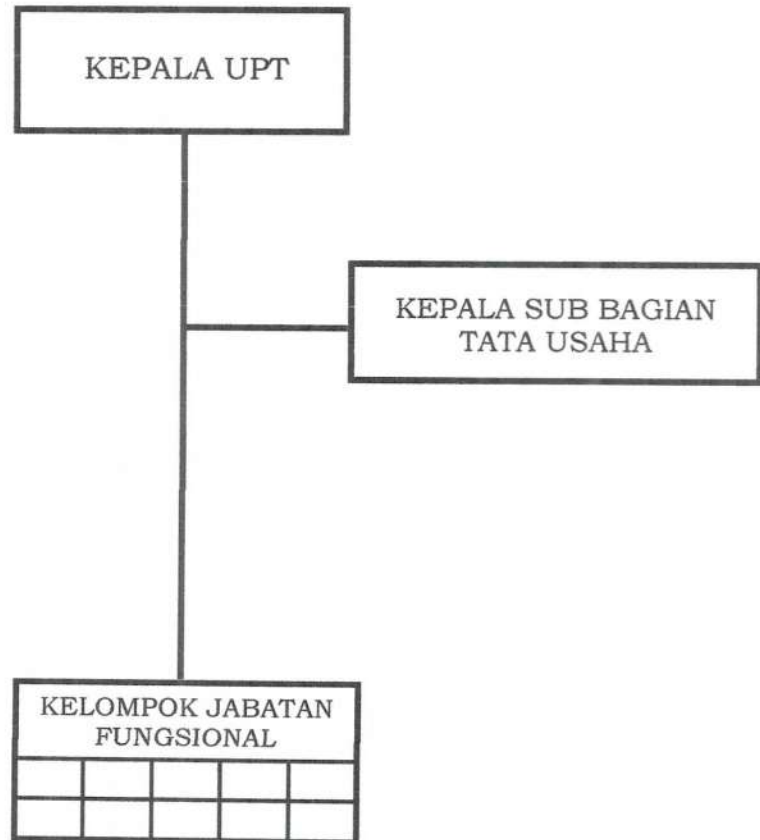 KEPALA UPT
KEPALA SUB BAGIAN
TATA USAHA
KELOMPOK JABATAN
FUNGSIONAL